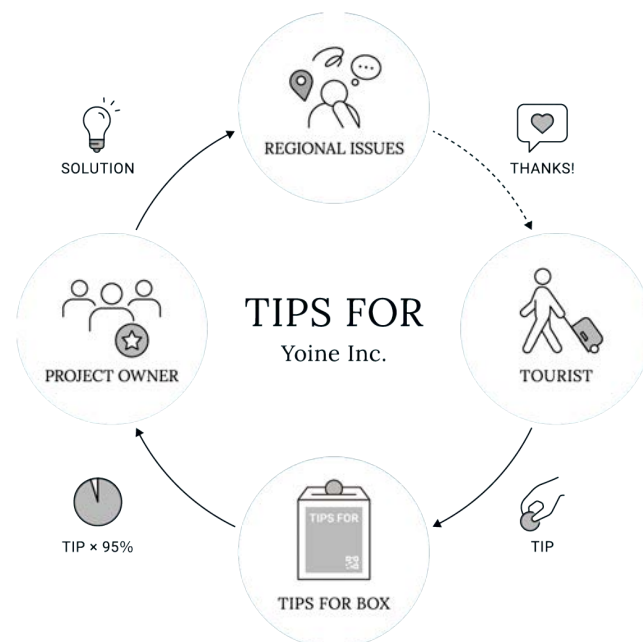 REGIONAL ISSUES
SOLUTION
THANKS!
TIPS FOR
Yoine Inc.
PROJECT OWNER
TOURIST
TIPS FOR
TIP × 95%
TIP
TIPS FOR BOX